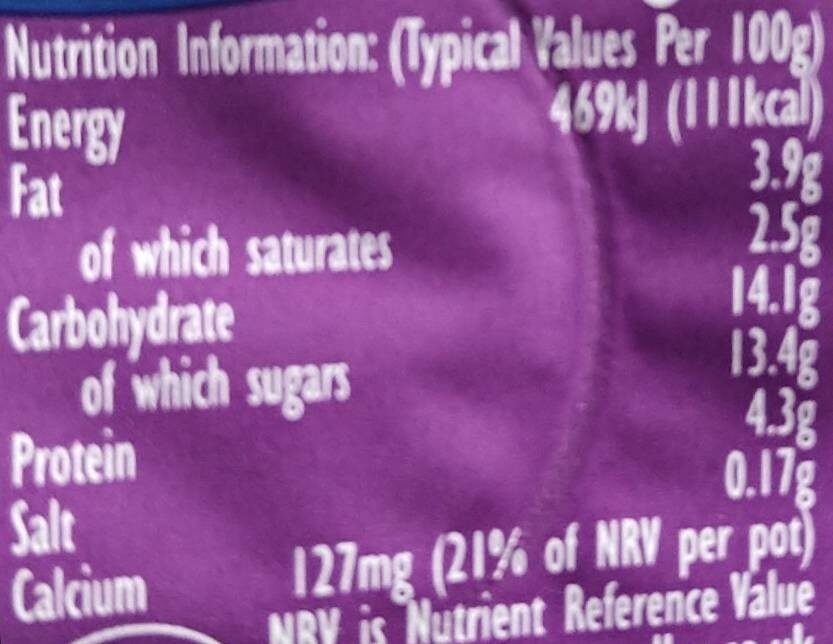 Nutrition Information: (Typical Values Per 100g)
Energy 469kJ (111kcal)
Fat 3.9g
of which saturates 2.5g
Carbohydrate 14.1g
of which sugars 13.4g
Protein 4.3g
Salt 0.17g
Calcium 127mg (21% of NRV per pot)
NRV is Nutrient Reference Value